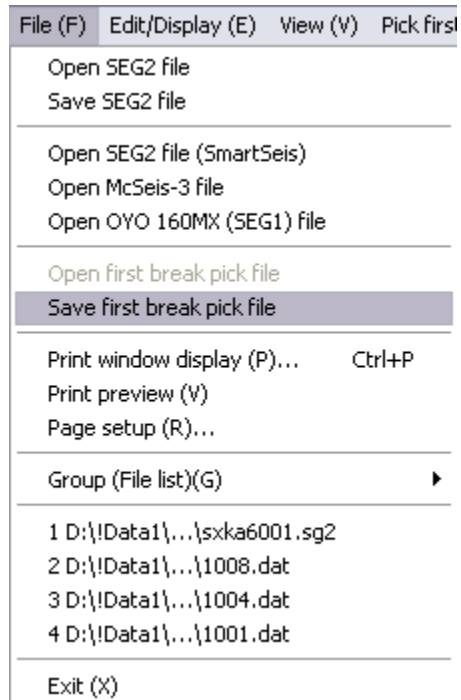 File (F) Edit/Display (E) View (V) Pick first
Open SEG2 file
Save SEG2 file
Open SEG2 file (SmartSeis)
Open McSeis-3 file
Open OYO 160MX (SEG1) file
Open first break pick file
Save first break pick file
Print window display (P)... Ctrl+P
Print preview (V)
Page setup (R)...
Group (File list)(G)
1 D:\!Data1\...\sxka6001.sg2
2 D:\!Data1\...\1008.dat
3 D:\!Data1\...\1004.dat
4 D:\!Data1\...\1001.dat
Exit (X)